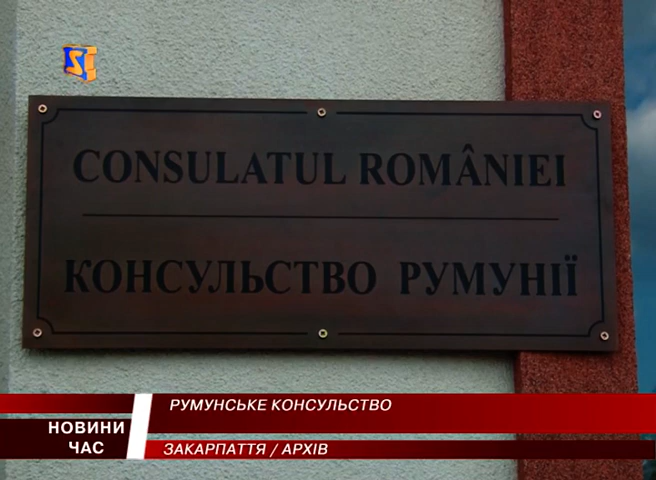 CONSULATUL ROMÂNIEI
КОНСУЛЬСТВО РУМУНІЇ
РУМУНСЬКЕ КОНСУЛЬСТВО
НОВИНИ
ЧАС
ЗАКАРПАТТЯ / АРХІВ